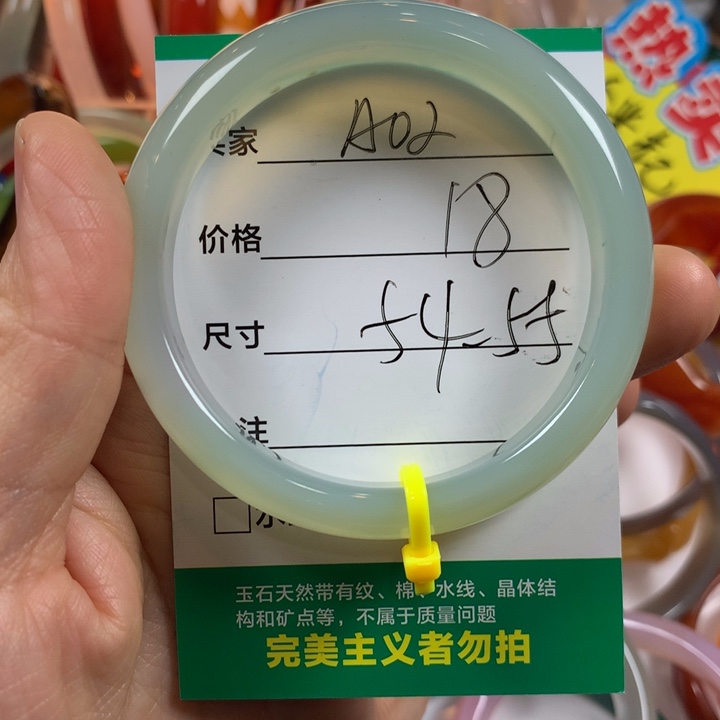 家 A02
价格 18
尺寸 54-55
注
玉石天然带有纹、棉、水线、晶体结
构和矿点等，不属于质量问题
完美主义者勿拍
热卖